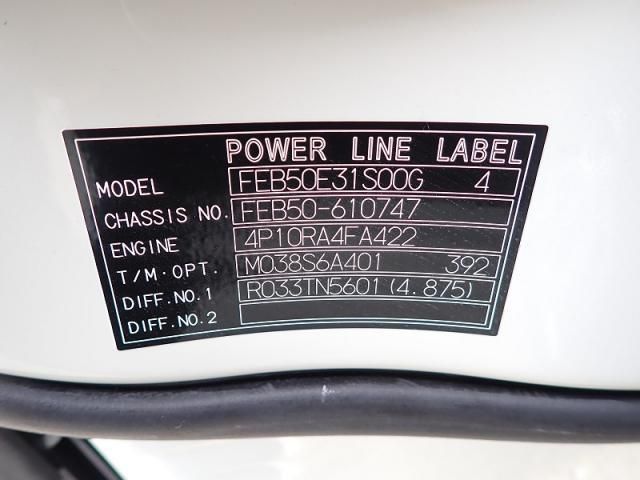 POWER LINE LABEL
MODEL FEB50E31S00G 4
CHASSIS NO. FEB50-610747
ENGINE 4P10RA4FA422
T/M·OPT. M038S6A401 392
DIFF.NO.1 R033TN5601(4.875)
DIFF.NO.2